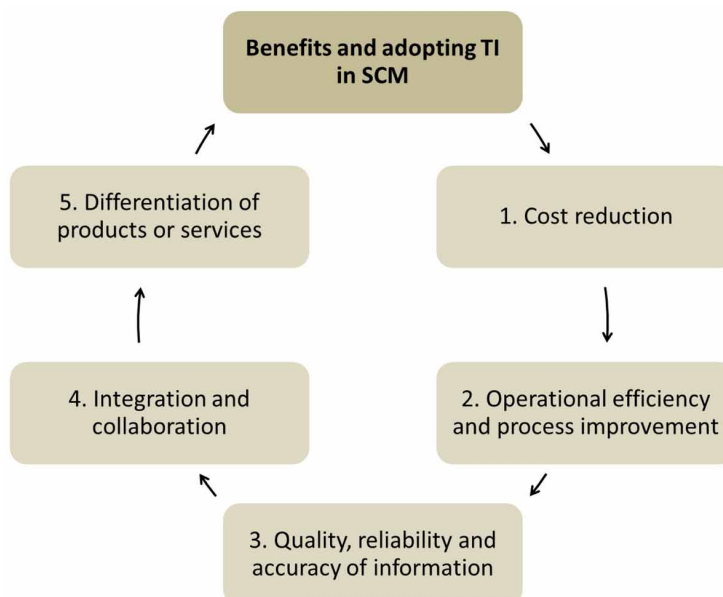 Benefits and adopting TI
in SCM
1. Cost reduction
2. Operational efficiency
and process improvement
3. Quality, reliability and
accuracy of information
4. Integration and
collaboration
5. Differentiation of
products or services